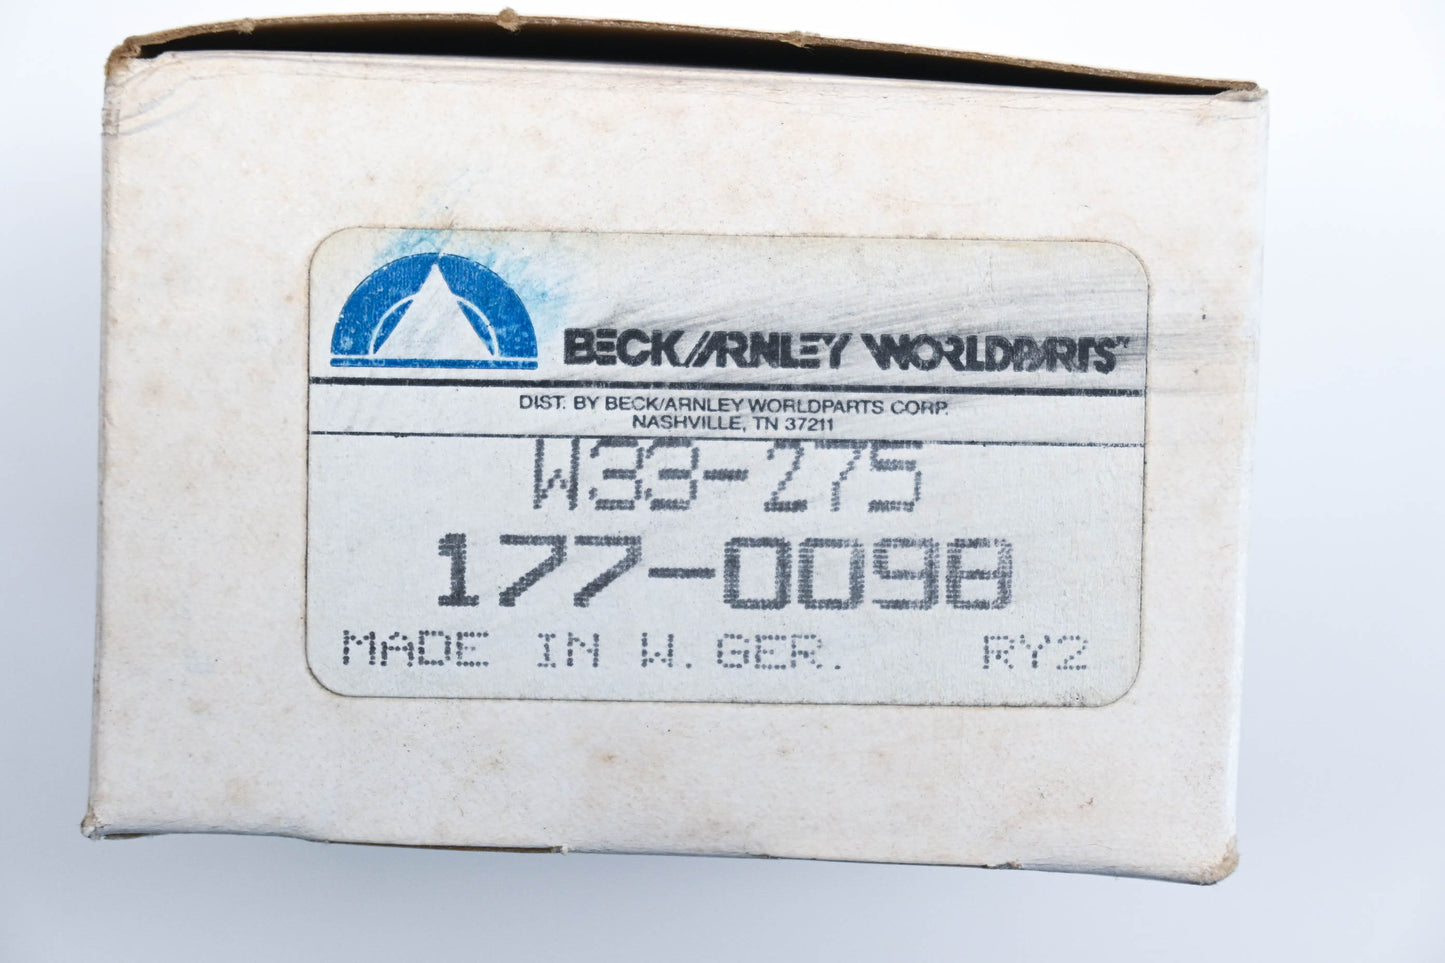 BECK/ARNLEY WORLDPARTS™
DIST. BY BECK/ARNLEY WORLDPARTS CORP.
NASHVILLE, TN 37211
W33-275
177-0098
MADE IN W. GER. RY2